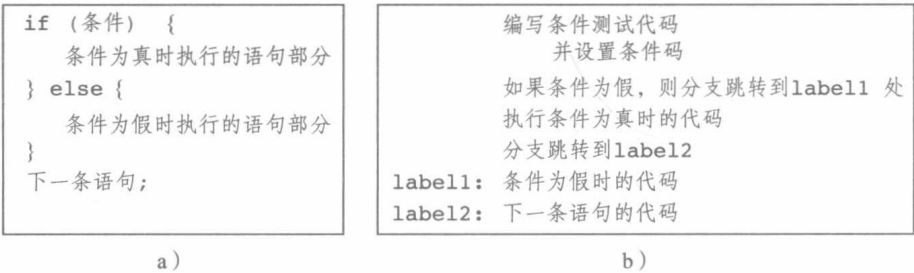 if (条件) {
条件为真时执行的语句部分
} else {
条件为假时执行的语句部分
}
下一条语句;
a)
编写条件测试代码
并设置条件码
如果条件为假，则分支跳转到label1 处
执行条件为真时的代码
分支跳转到label2
label1: 条件为假时的代码
label2: 下一条语句的代码
b)